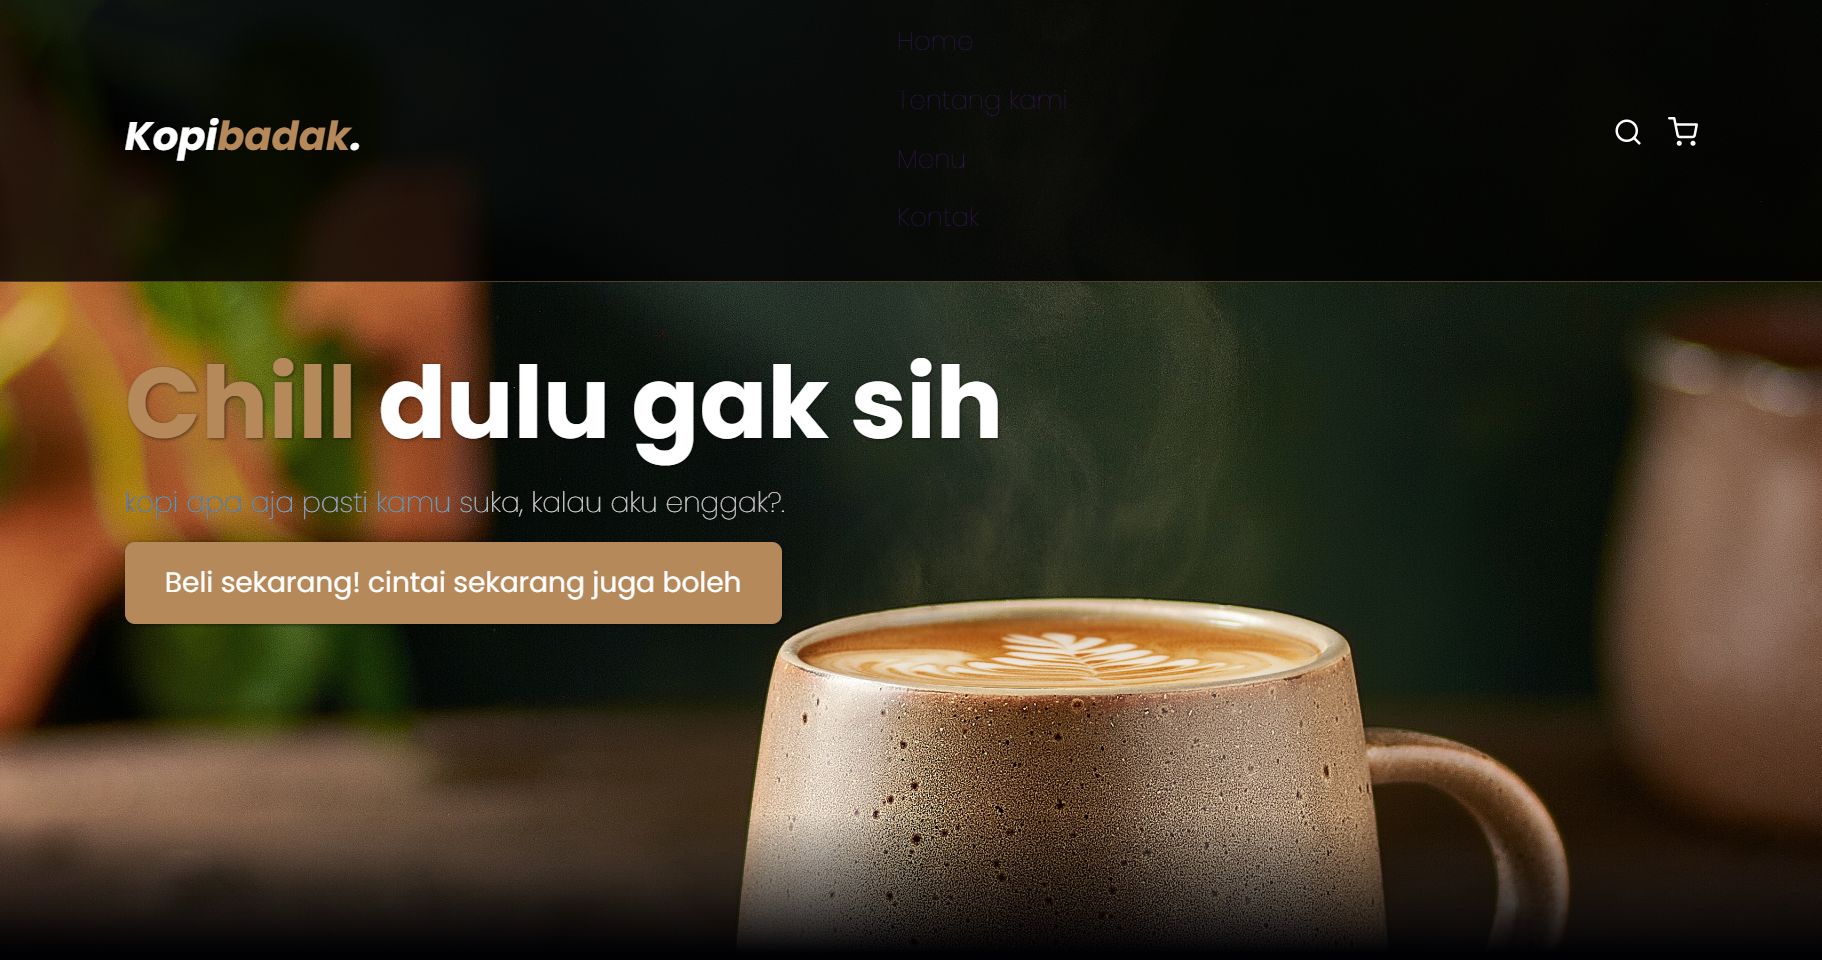 Home
Tentang kami
Menu
Kontak
Kopibadak.
Chill dulu gak sih
kopi apa aja pasti kamu suka, kalau aku enggak?.
Beli sekarang! cintai sekarang juga boleh